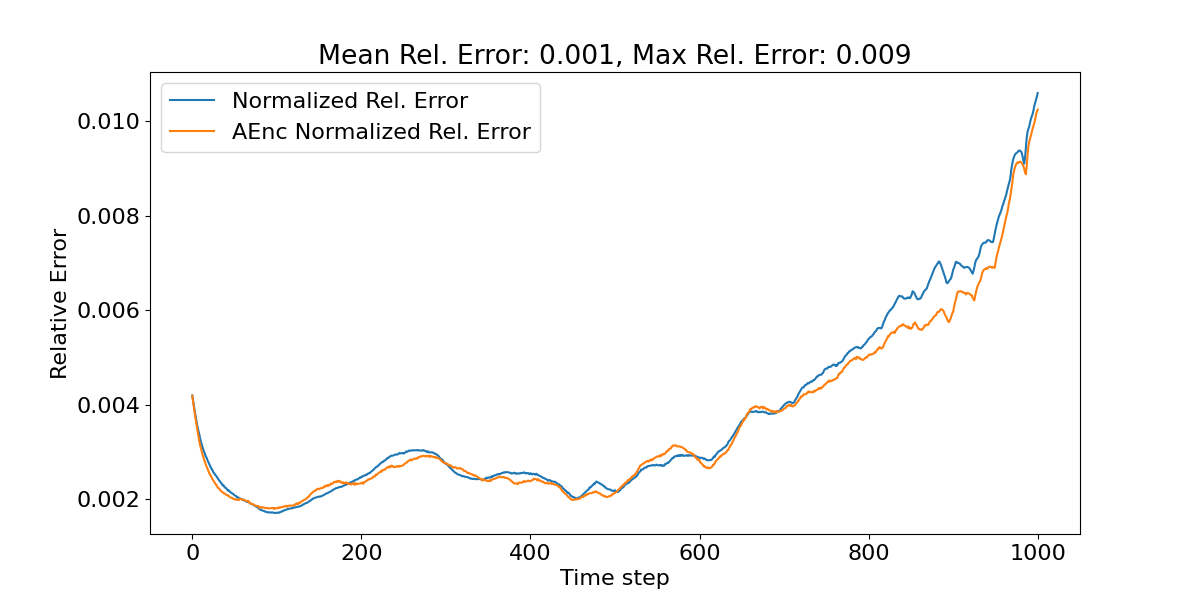 Mean Rel. Error: 0.001, Max Rel. Error: 0.009
Normalized Rel. Error
AEnc Normalized Rel. Error
Relative Error
0.010
0.008
0.006
0.004
0.002
0 200 400 600 800 1000
Time step